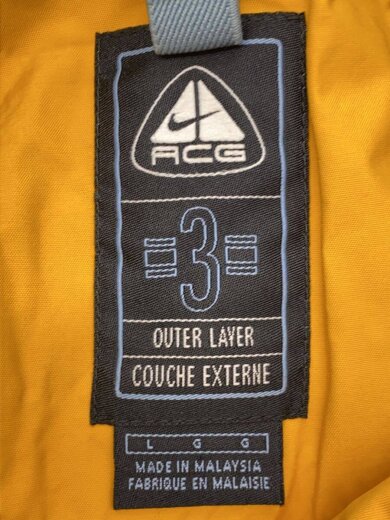 ACG
3
OUTER LAYER
COUCHE EXTERNE
L G G
MADE IN MALAYSIA
FABRIQUE EN MALAISIE